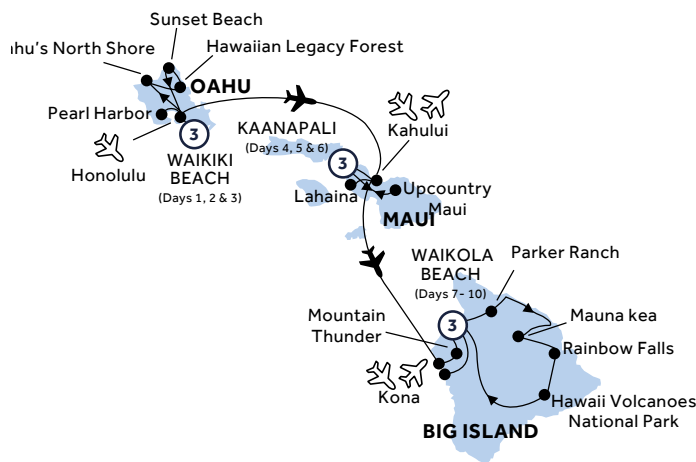 Sunset Beach
hu's North Shore
Hawaiian Legacy Forest
OAHU
Pearl Harbor
3
Honolulu
WAIKIKI
BEACH
(Days 1, 2 & 3)
KAANAPALI
(Days 4, 5 & 6)
3
Kahului
Lahaina
Upcountry
Maui
MAUI
WAIKOLA
BEACH
(Days 7- 10)
3
Parker Ranch
Mountain
Thunder
Mauna kea
Rainbow Falls
Kona
Hawaii Volcanoes
National Park
BIG ISLAND